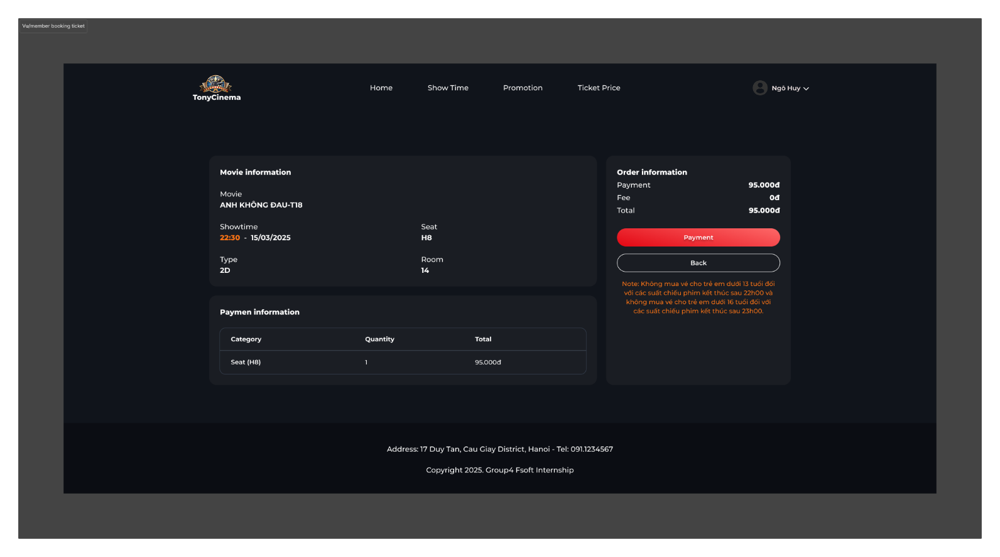 Vu/member booking ticket
TonyCinema
Home
Show Time
Promotion
Ticket Price
Ngô Huy
Movie information
Movie
ANH KHÔNG ĐAU-T18
Showtime
22:30 - 15/03/2025
Seat
H8
Type
2D
Room
14
Paymen information
Category Quantity Total
Seat (H8) 1 95.000đ
Order information
Payment 95.000đ
Fee 0đ
Total 95.000đ
Payment
Back
Note: Không mua vé cho trẻ em dưới 13 tuổi đối
với các suất chiếu phim kết thúc sau 22h00 và
không mua vé cho trẻ em dưới 16 tuổi đối với
các suất chiếu phim kết thúc sau 23h00.
Address: 17 Duy Tan, Cau Giay District, Hanoi - Tel: 091.1234567
Copyright 2025. Group4 Fsoft Internship